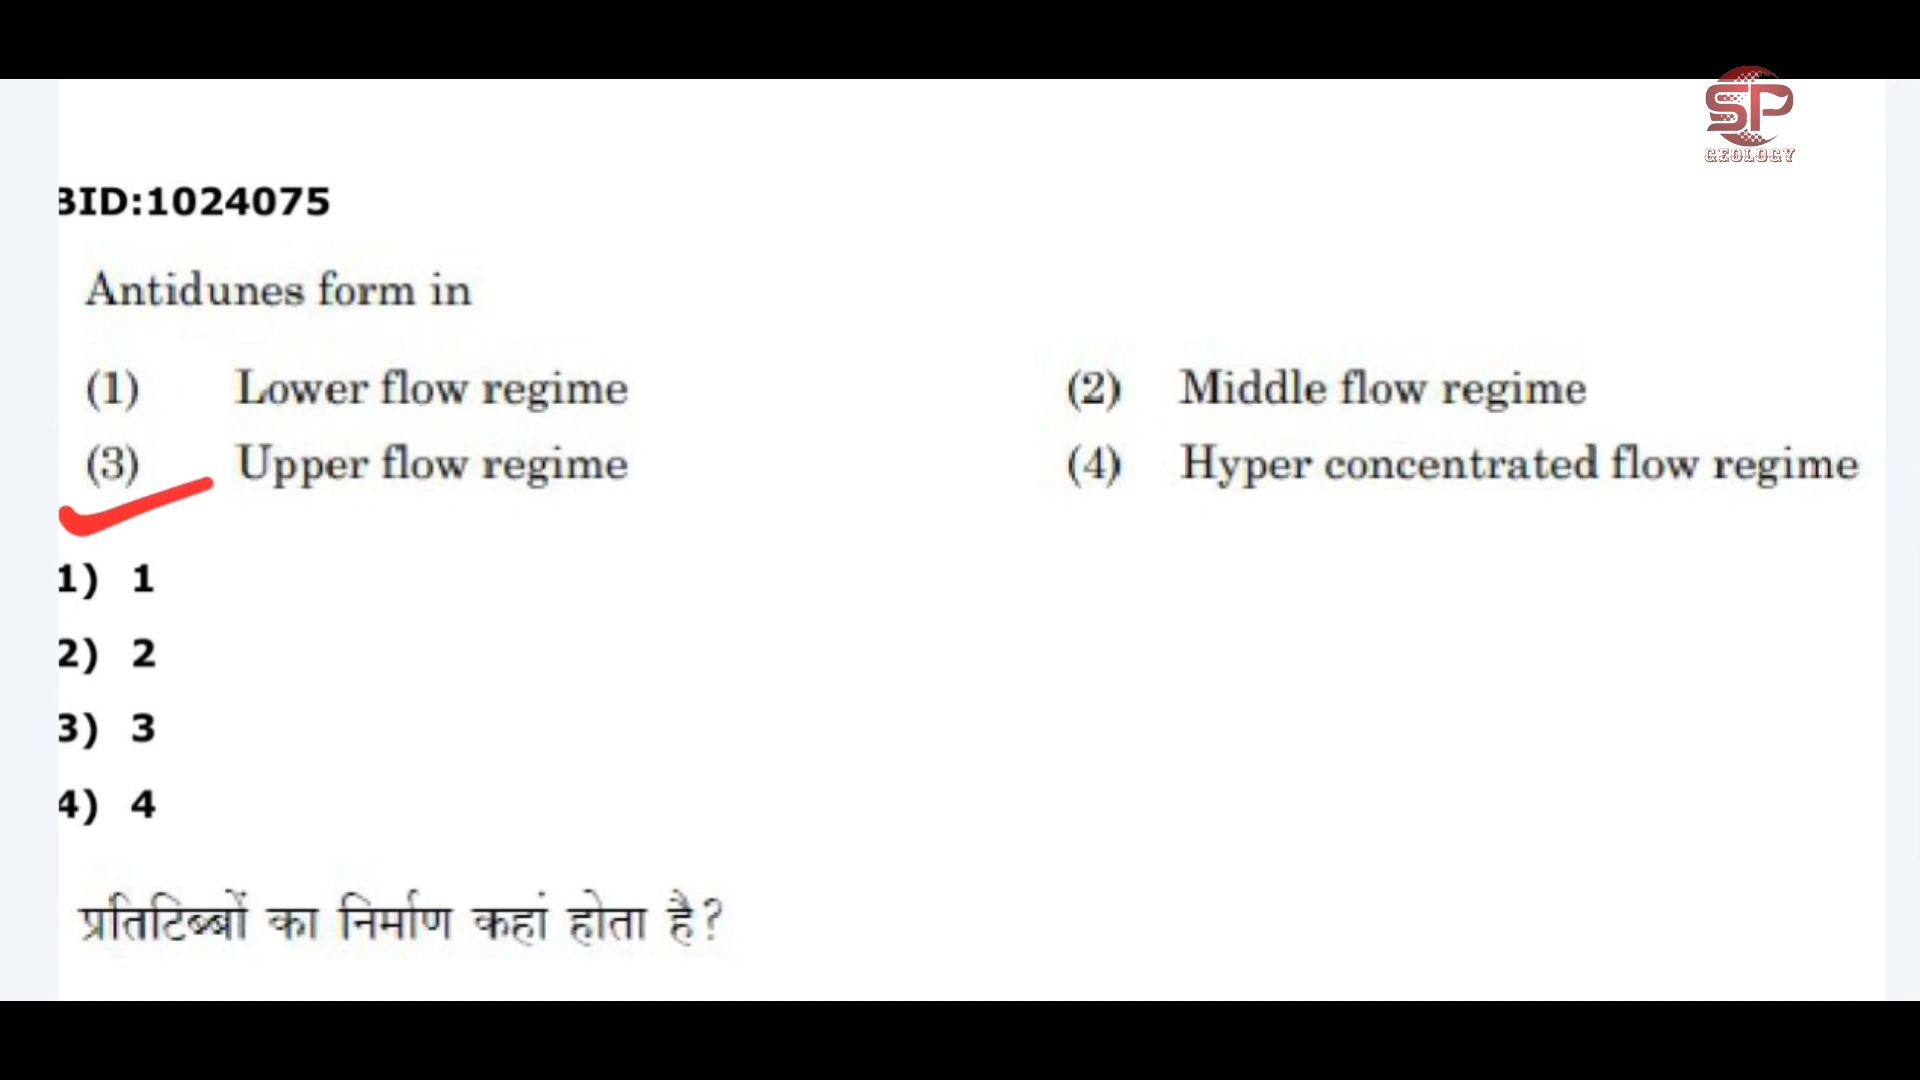 SP
GEOLOGY
BID:1024075
Antidunes form in
(1) Lower flow regime (2) Middle flow regime
(3) Upper flow regime (4) Hyper concentrated flow regime
1) 1
2) 2
3) 3
4) 4
प्रतिटिब्बों का निर्माण कहां होता है?